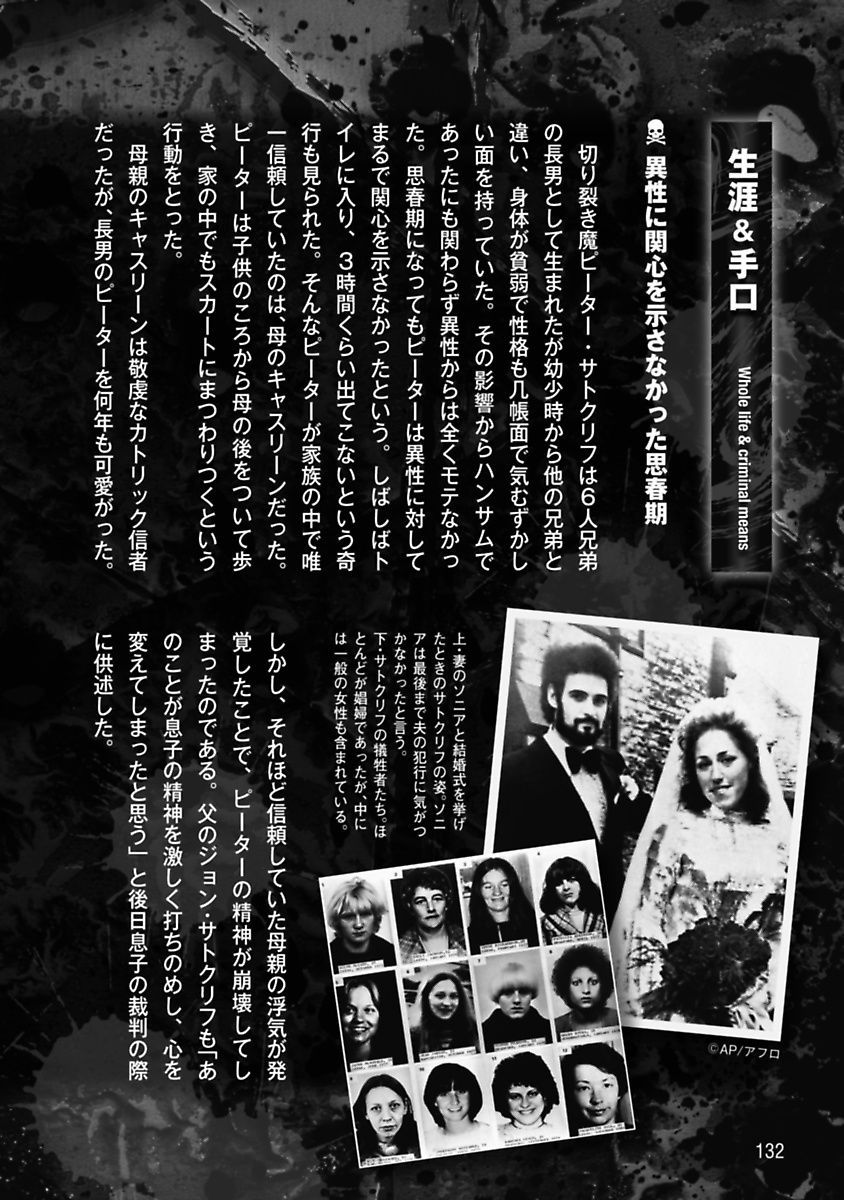 生涯&手口
Whole life & criminal means
異性に関心を示さなかった思春期
切り裂き魔ピーター・サトクリフは6人兄弟
の長男として生まれたが幼少時から他の兄弟と
違い、身体が貧弱で性格も几帳面で気むずかし
い面を持っていた。その影響からハンサムで
あったにも関わらず異性からは全くモテなかっ
た。思春期になってもピーターは異性に対して
まるで関心を示さなかったという。しばしばト
イレに入り、3時間くらい出てこないという奇
行も見られた。そんなピーターが家族の中で唯
一信頼していたのは、母のキャスリーンだった。
ピーターは子供のころから母の後をついて歩
き、家の中でもスカートにまつわりつくという
行動をとった。
母親のキャスリーンは敬虔なカトリック信者
だったが、長男のピーターを何年も可愛がった。
上・妻のソニアと結婚式を挙げ
たときのサトクリフの姿。ソニ
アは最後まで夫の犯行に気がつ
かなかったと言う。
下・サトクリフの犠牲者たち。ほ
とんどが娼婦であったが、中に
は一般の女性も含まれている。
しかし、それほど信頼していた母親の浮気が発
覚したことで、ピーターの精神が崩壊してし
まったのである。父のジョン・サトクリフも「あ
のことが息子の精神を激しく打ちのめし、心を
変えてしまったと思う」と後日息子の裁判の際
に供述した。
©AP/アフロ
132